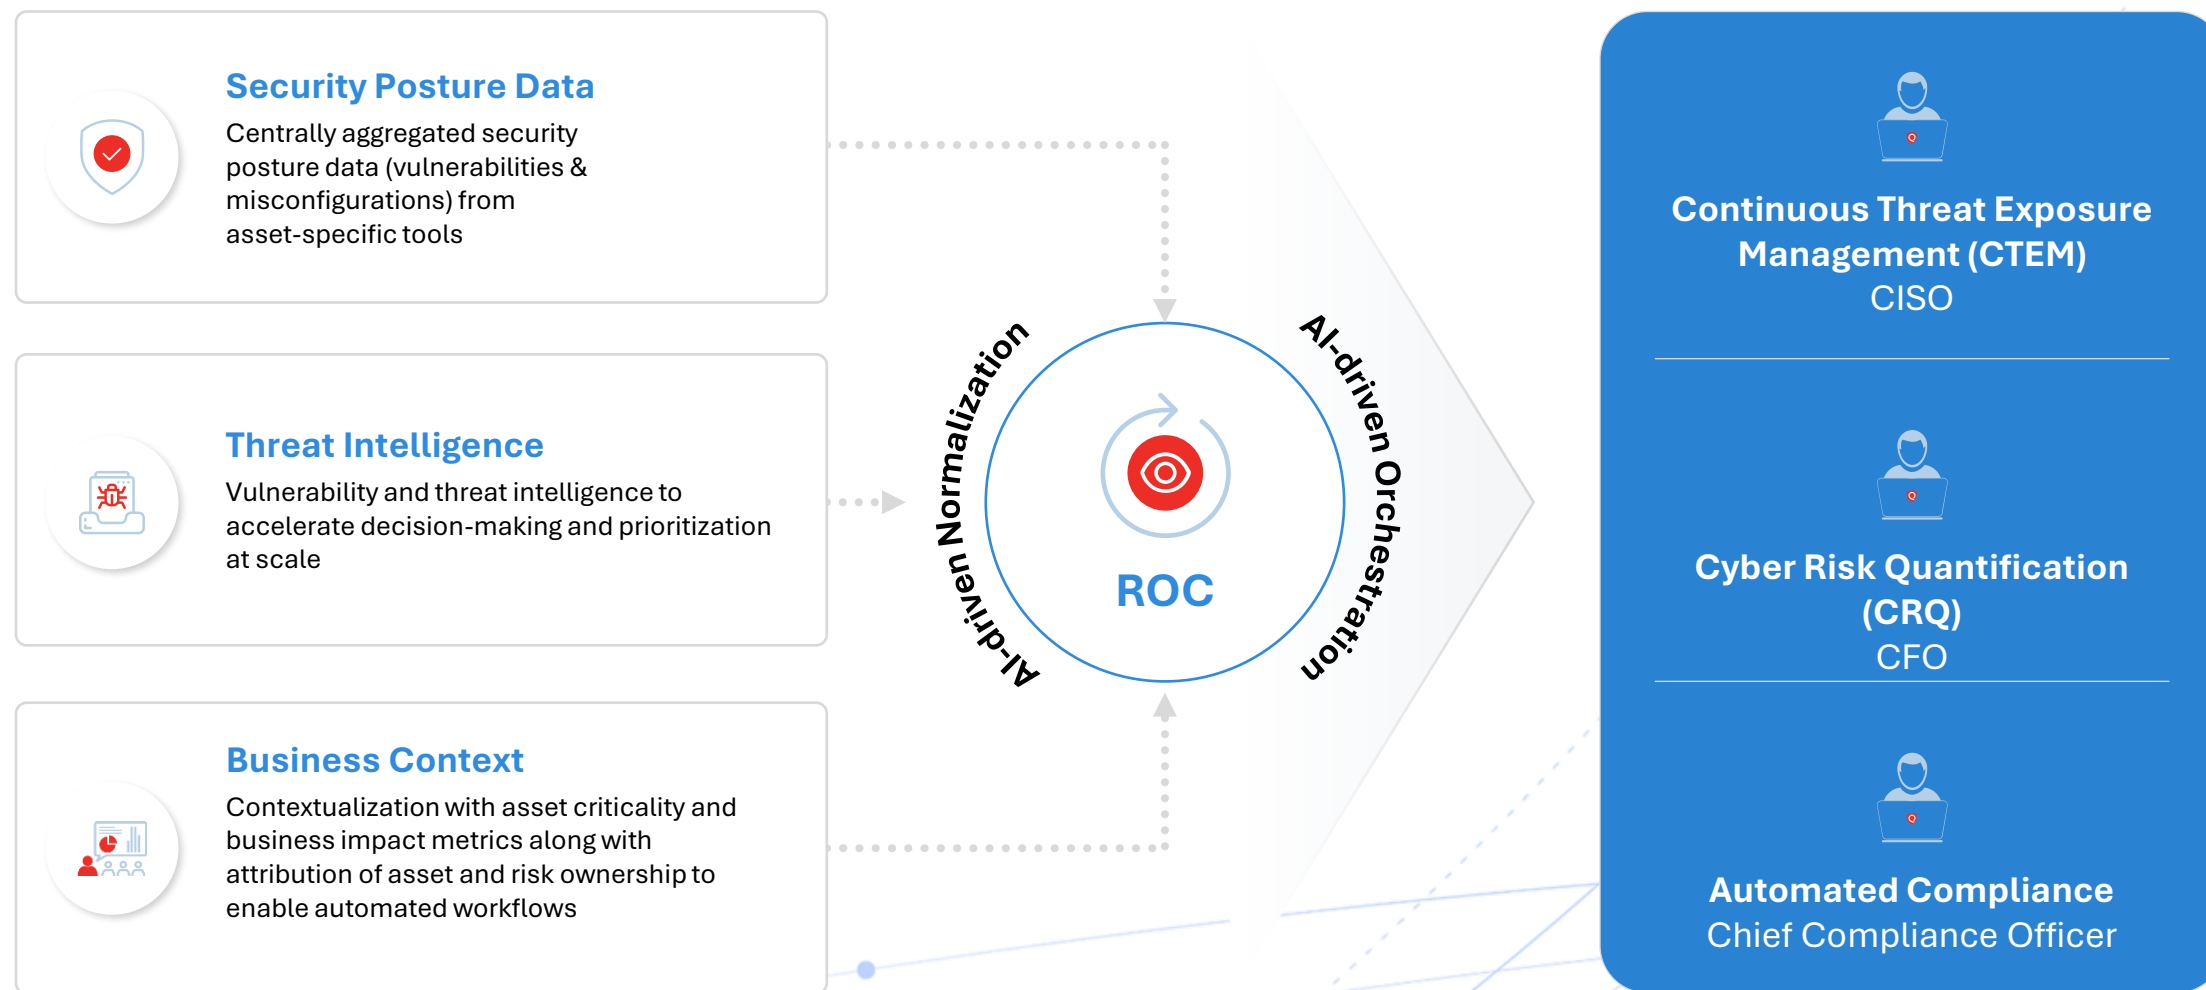 Security Posture Data
Centrally aggregated security
posture data (vulnerabilities &
misconfigurations) from
asset-specific tools
Threat Intelligence
Vulnerability and threat intelligence to
accelerate decision-making and prioritization
at scale
Business Context
Contextualization with asset criticality and
business impact metrics along with
attribution of asset and risk ownership to
enable automated workflows
AI-driven Normalization
ROC
AI-driven Orchestration
Q
Continuous Threat Exposure
Management (CTEM)
CISO
Q
Cyber Risk Quantification
(CRQ)
CFO
Q
Automated Compliance
Chief Compliance Officer